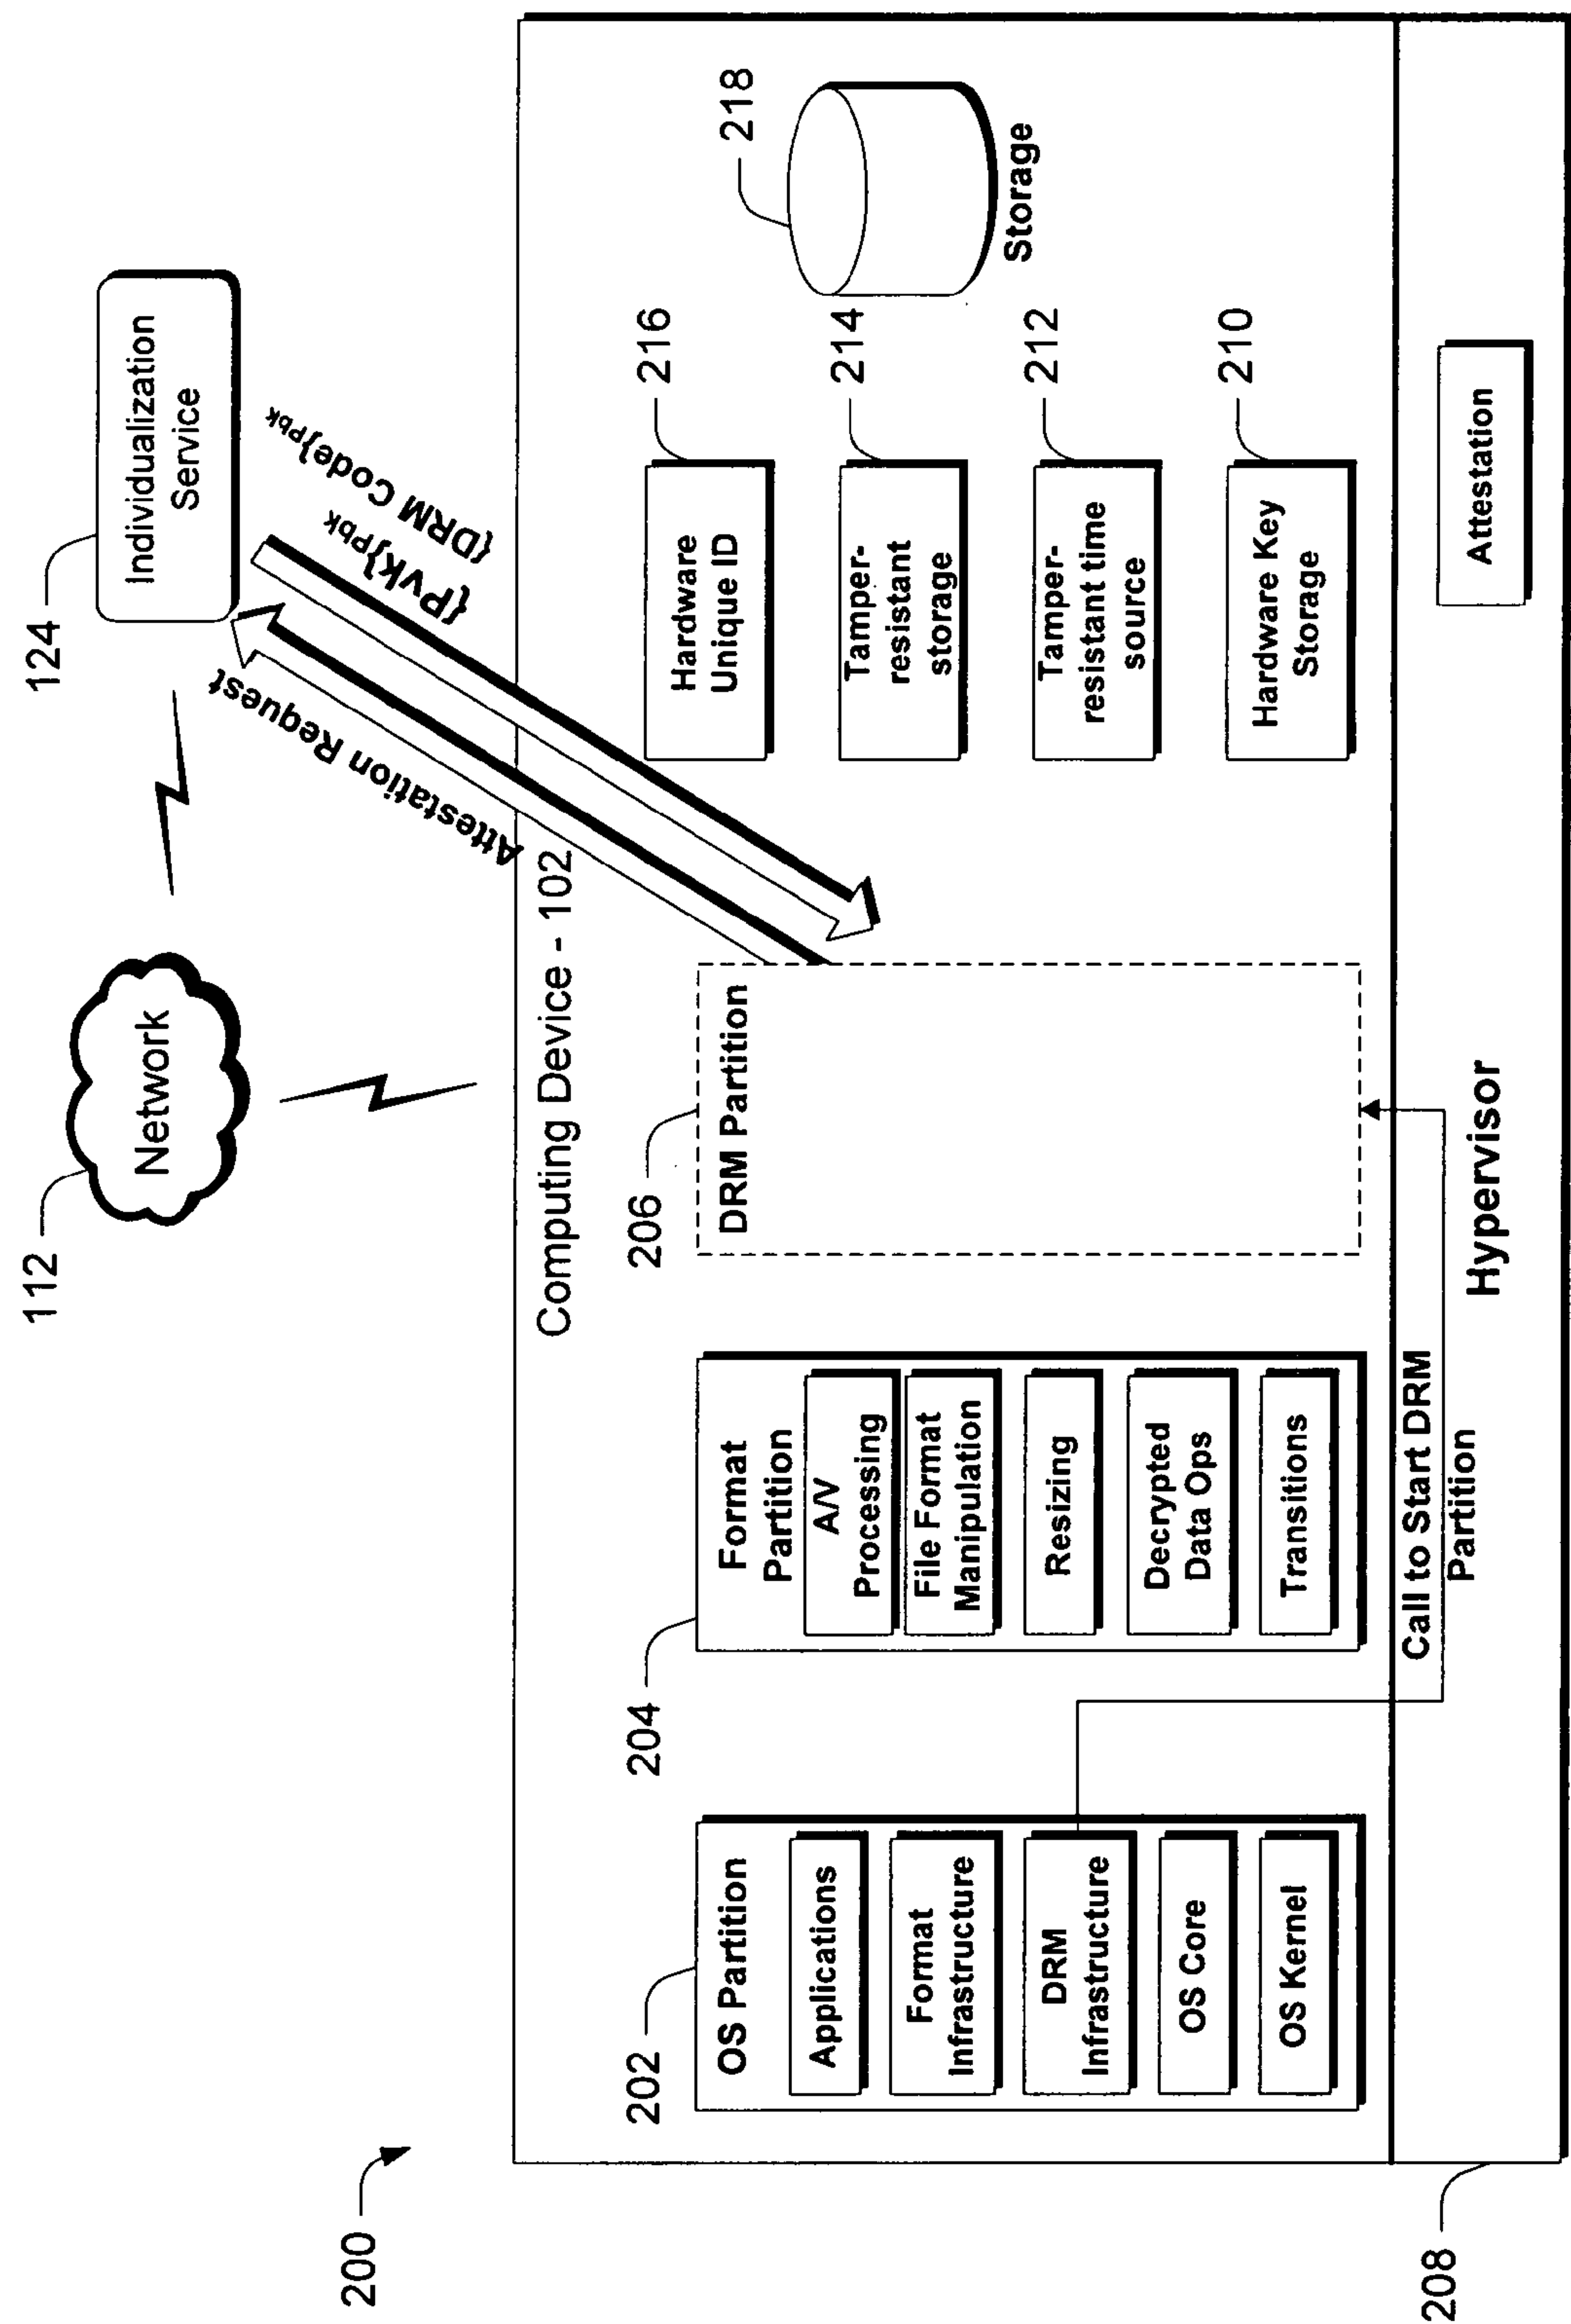 200
112
Network
124
Individualization
Service
Attestation Request
{Pvk}Pbk
{DRM Code}Pbk
Computing Device - 102
202
OS Partition
Applications
Format
Infrastructure
DRM
Infrastructure
OS Core
OS Kernel
204
Format
Partition
A/V
Processing
File Format
Manipulation
Resizing
Decrypted
Data Ops
Transitions
206
DRM Partition
216
Hardware
Unique ID
214
Tamper-
resistant
storage
212
Tamper-
resistant time
source
210
Hardware Key
Storage
218
Storage
208
Call to Start DRM
Partition
Hypervisor
Attestation